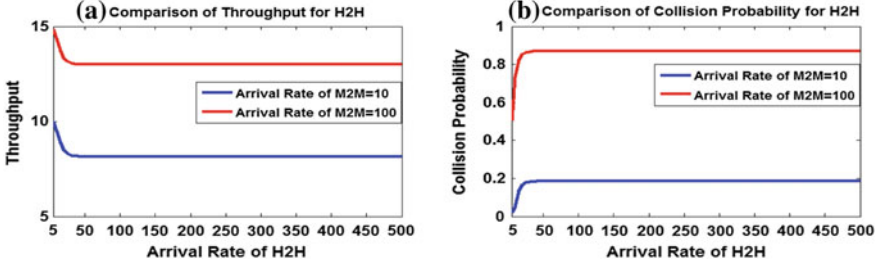 (a) Comparison of Throughput for H2H
15
10
5
Throughput
Arrival Rate of M2M=10
Arrival Rate of M2M=100
5 50 100 150 200 250 300 350 400 450 500
Arrival Rate of H2H
(b) Comparison of Collision Probability for H2H
1
0.8
0.6
0.4
0.2
0
Collision Probability
Arrival Rate of M2M=10
Arrival Rate of M2M=100
5 50 100 150 200 250 300 350 400 450 500
Arrival Rate of H2H